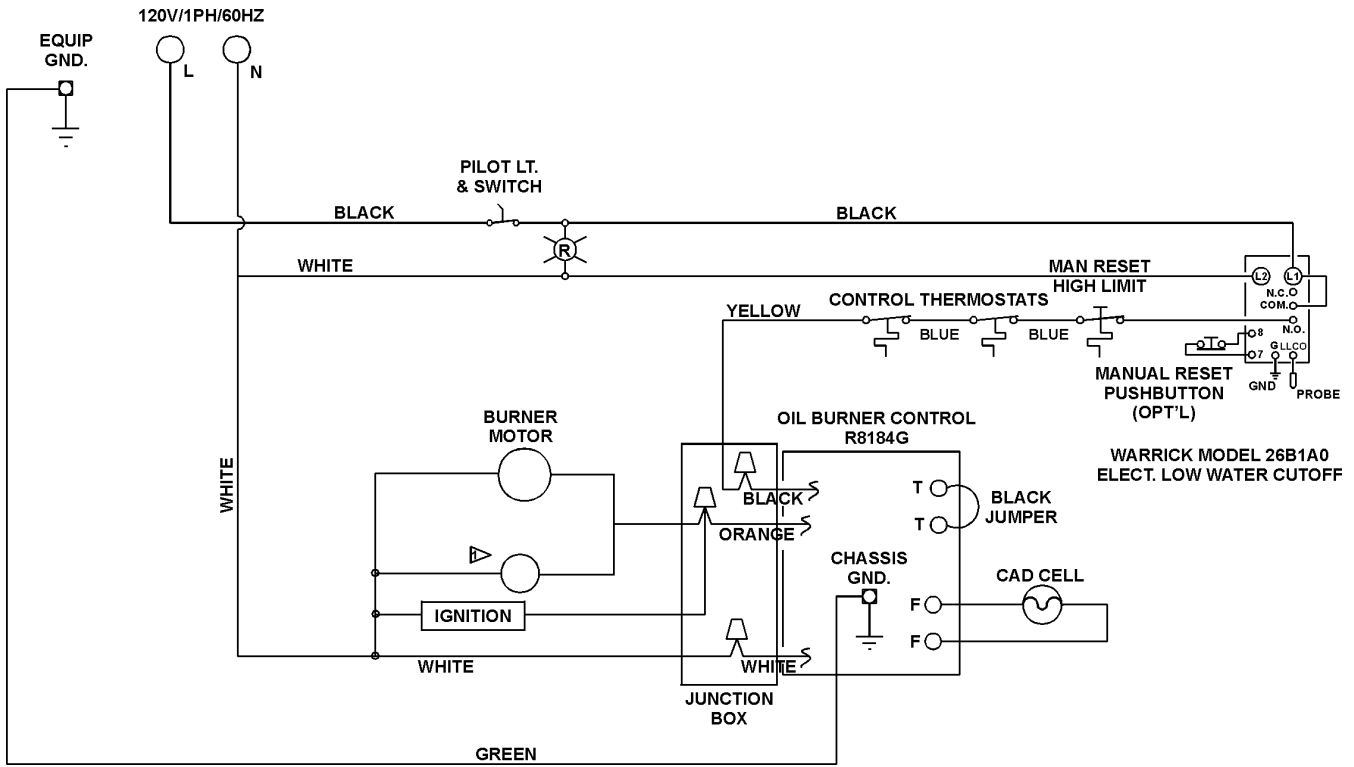 120V/1PH/60HZ
EQUIP
GND.
L
N
PILOT LT.
& SWITCH
BLACK
BLACK
R
WHITE
MAN RESET
HIGH LIMIT
L2
L1
N.C.
COM.
N.O.
CONTROL THERMOSTATS
YELLOW
BLUE
BLUE
8
7
G LLCO
GND
PROBE
MANUAL RESET
PUSHBUTTON
(OPT'L)
WARRICK MODEL 26B1A0
ELECT. LOW WATER CUTOFF
BURNER
MOTOR
OIL BURNER CONTROL
R8184G
WHITE
BLACK
ORANGE
T
T
BLACK
JUMPER
1
CHASSIS
GND.
CAD CELL
IGNITION
F
F
WHITE
WHITE
JUNCTION
BOX
GREEN